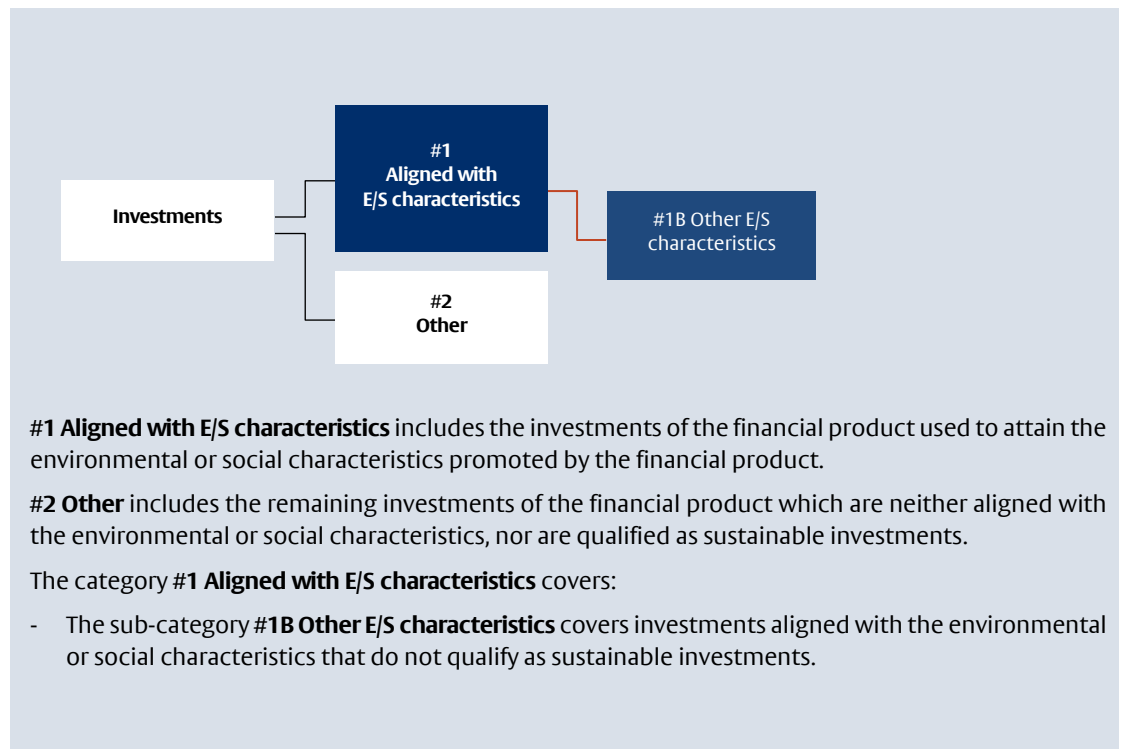 #1
Aligned with
E/S characteristics
Investments
#1B Other E/S
characteristics
#2
Other
#1 Aligned with E/S characteristics includes the investments of the financial product used to attain the
environmental or social characteristics promoted by the financial product.
#2 Other includes the remaining investments of the financial product which are neither aligned with
the environmental or social characteristics, nor are qualified as sustainable investments.
The category #1 Aligned with E/S characteristics covers:
- The sub-category #1B Other E/S characteristics covers investments aligned with the environmental
or social characteristics that do not qualify as sustainable investments.